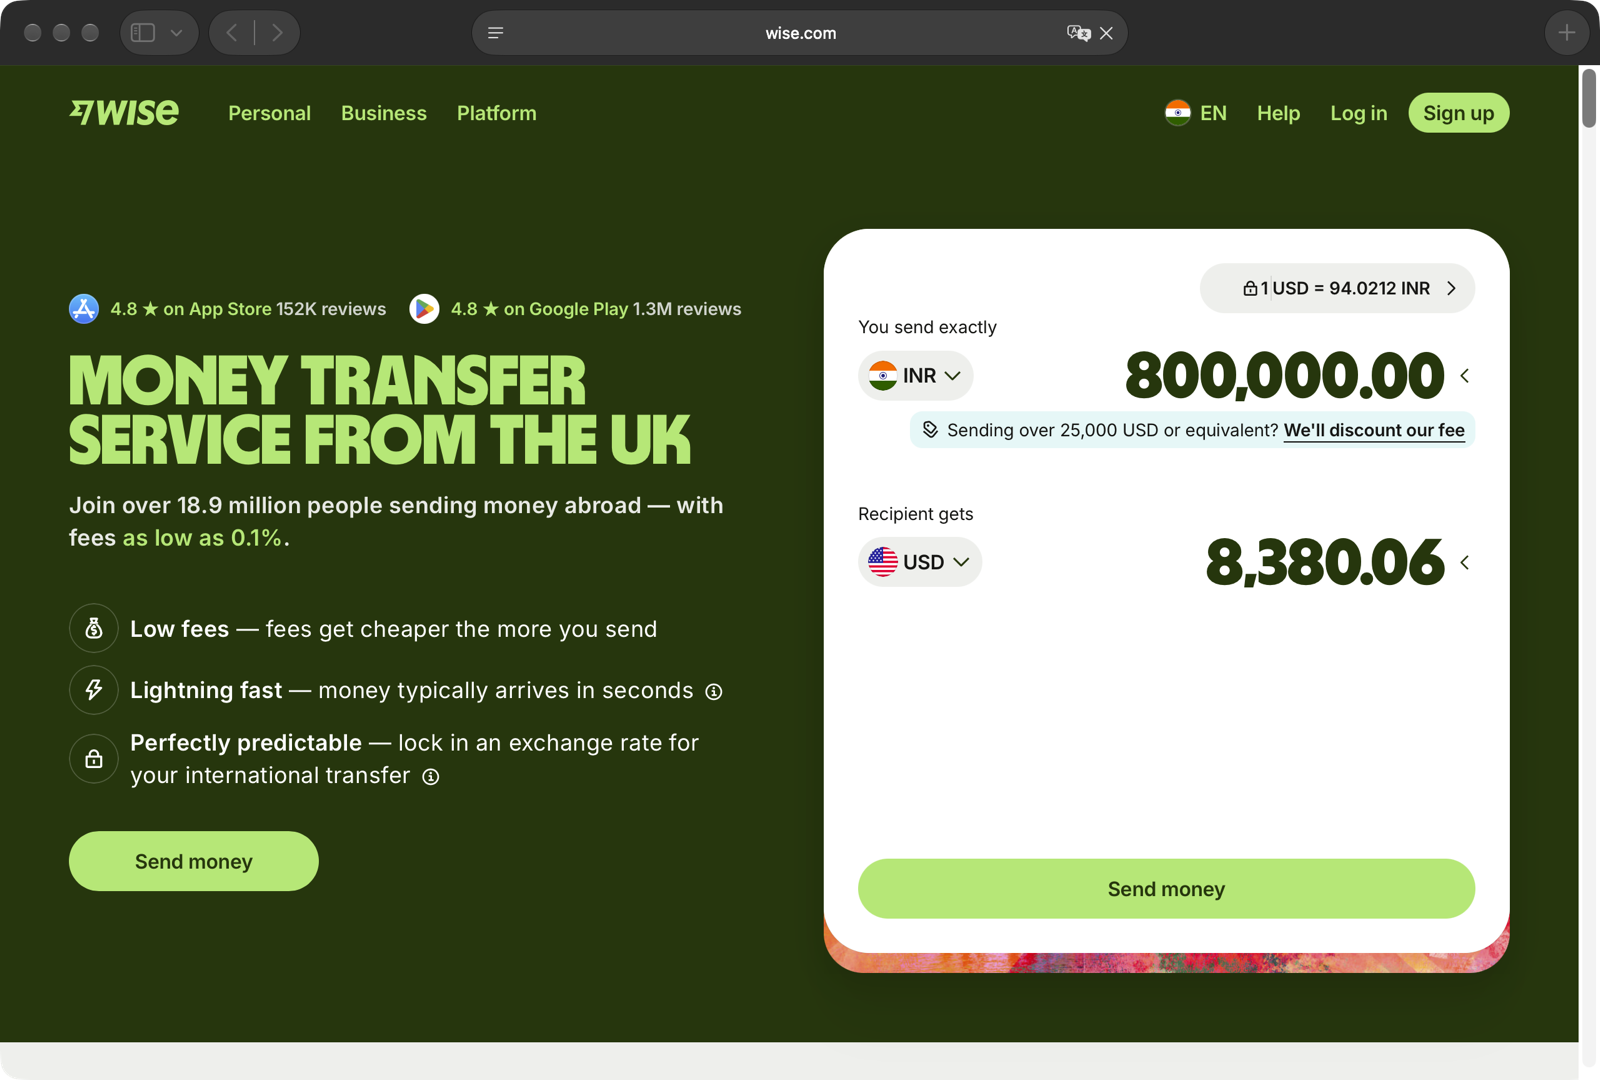 wise.com
WISE Personal Business Platform EN Help Log in Sign up
4.8 ★ on App Store 152K reviews 4.8 ★ on Google Play 1.3M reviews
MONEY TRANSFER
SERVICE FROM THE UK
Join over 18.9 million people sending money abroad — with
fees as low as 0.1%.
Low fees — fees get cheaper the more you send
Lightning fast — money typically arrives in seconds
Perfectly predictable — lock in an exchange rate for
your international transfer
Send money
1 USD = 94.0212 INR
You send exactly
INR 800,000.00
Sending over 25,000 USD or equivalent? We'll discount our fee
Recipient gets
USD 8,380.06
Send money